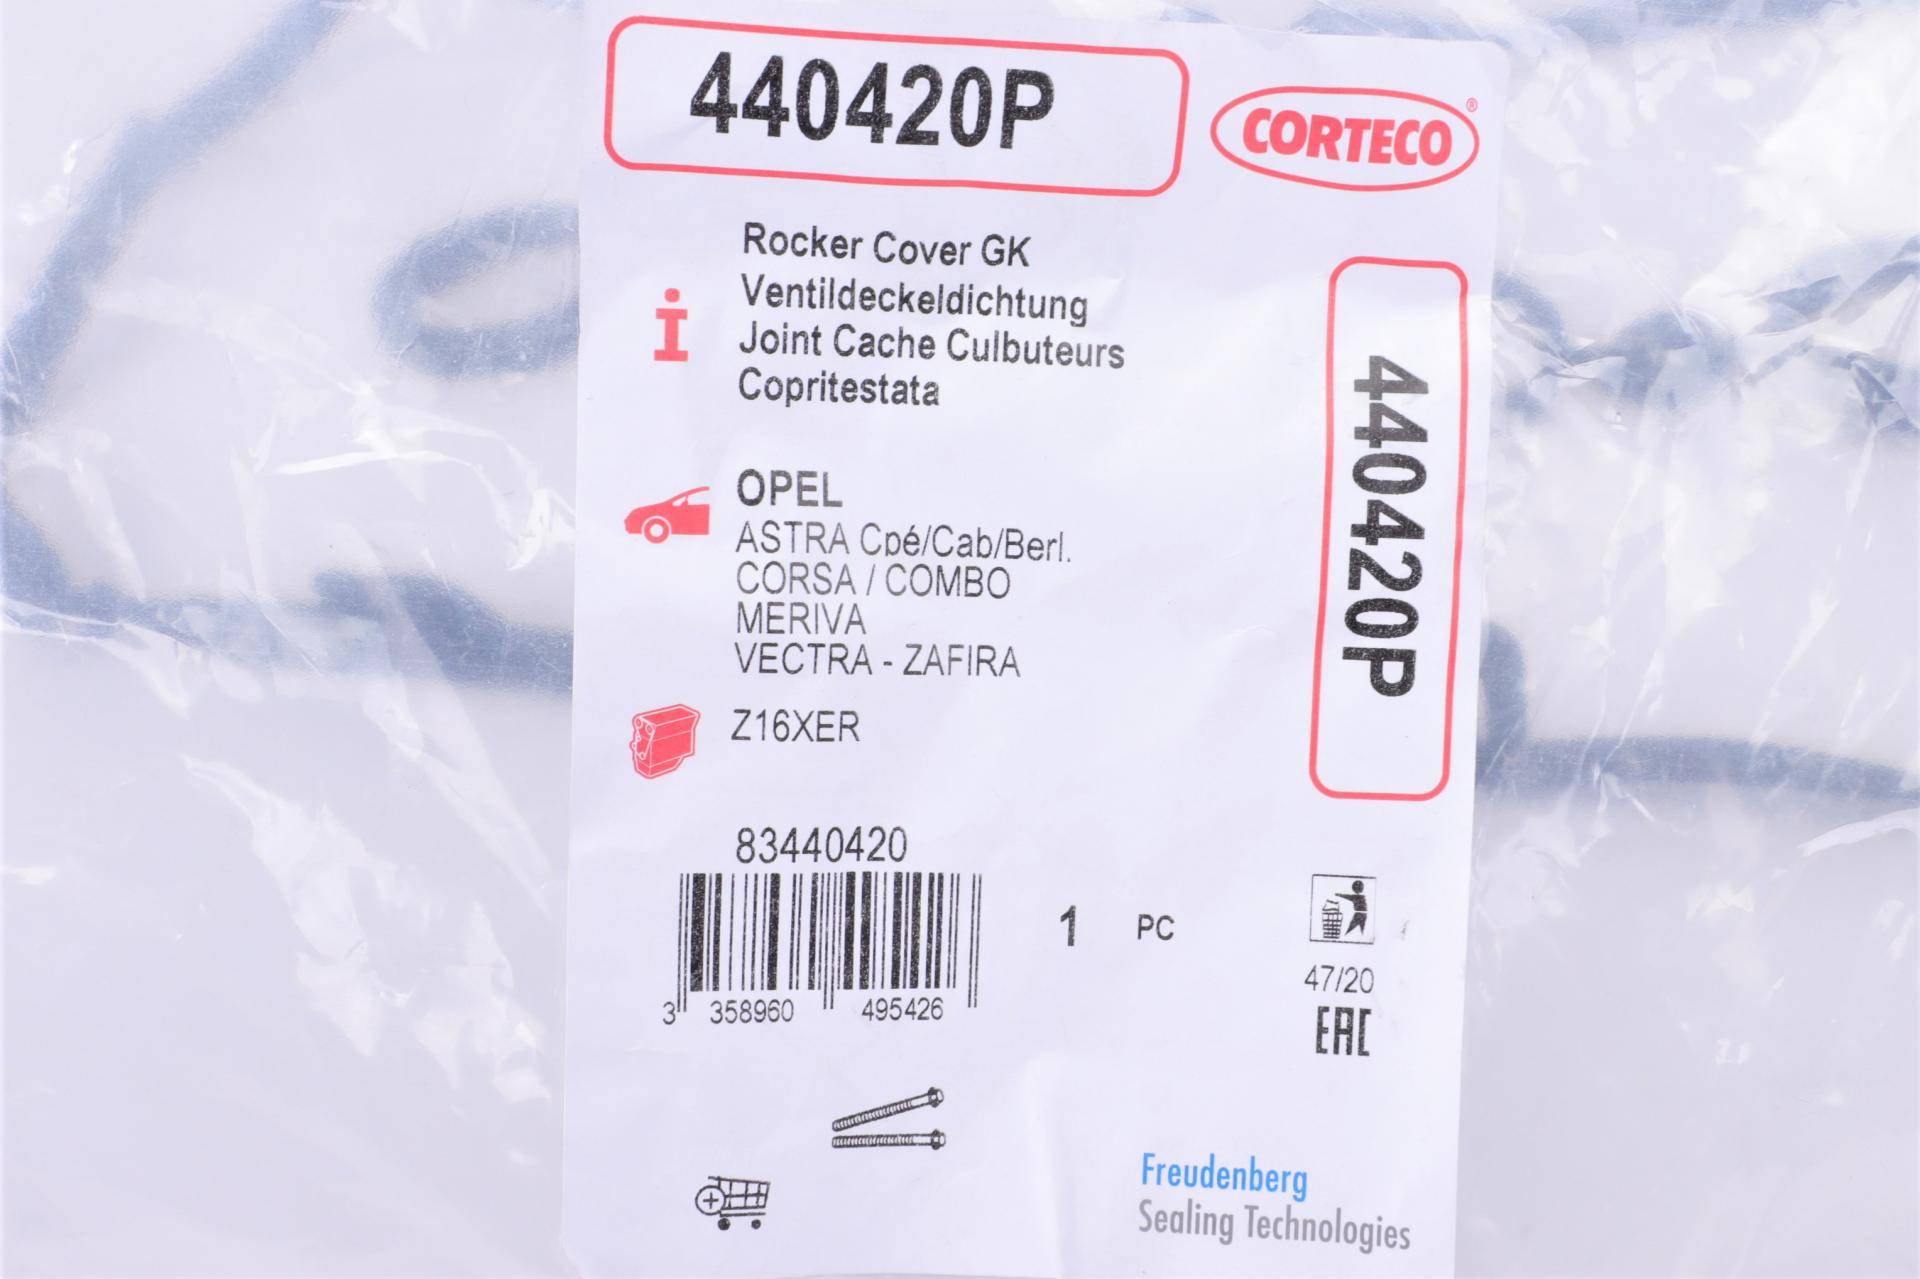 440420P
CORTECO ®
Rocker Cover GK
Ventildeckeldichtung
Joint Cache Culbuteurs
Copritestata
440420P
OPEL
ASTRA Cpé/Cab/Berl.
CORSA / COMBO
MERIVA
VECTRA - ZAFIRA
Z16XER
83440420
1 PC
3 358960 495426
47/20
EAC
Freudenberg
Sealing Technologies